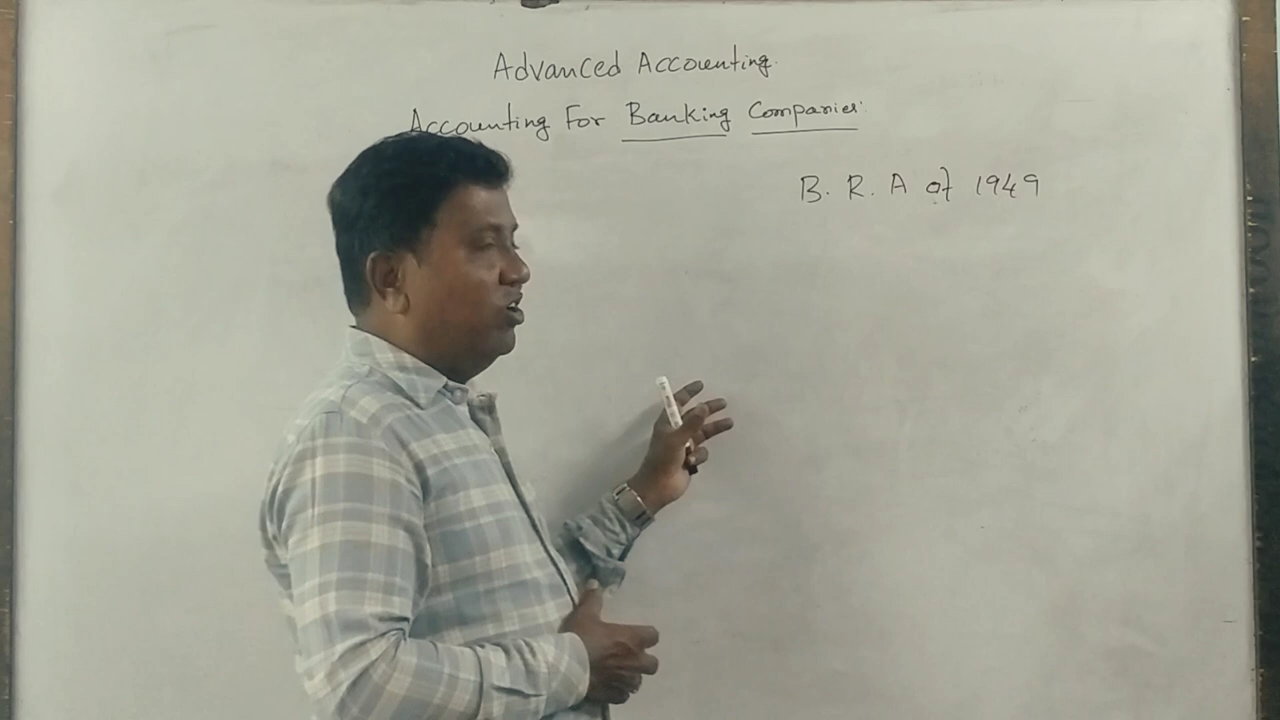 Advanced Accounting.
Accounting For Banking Companies:
B. R. A of 1949